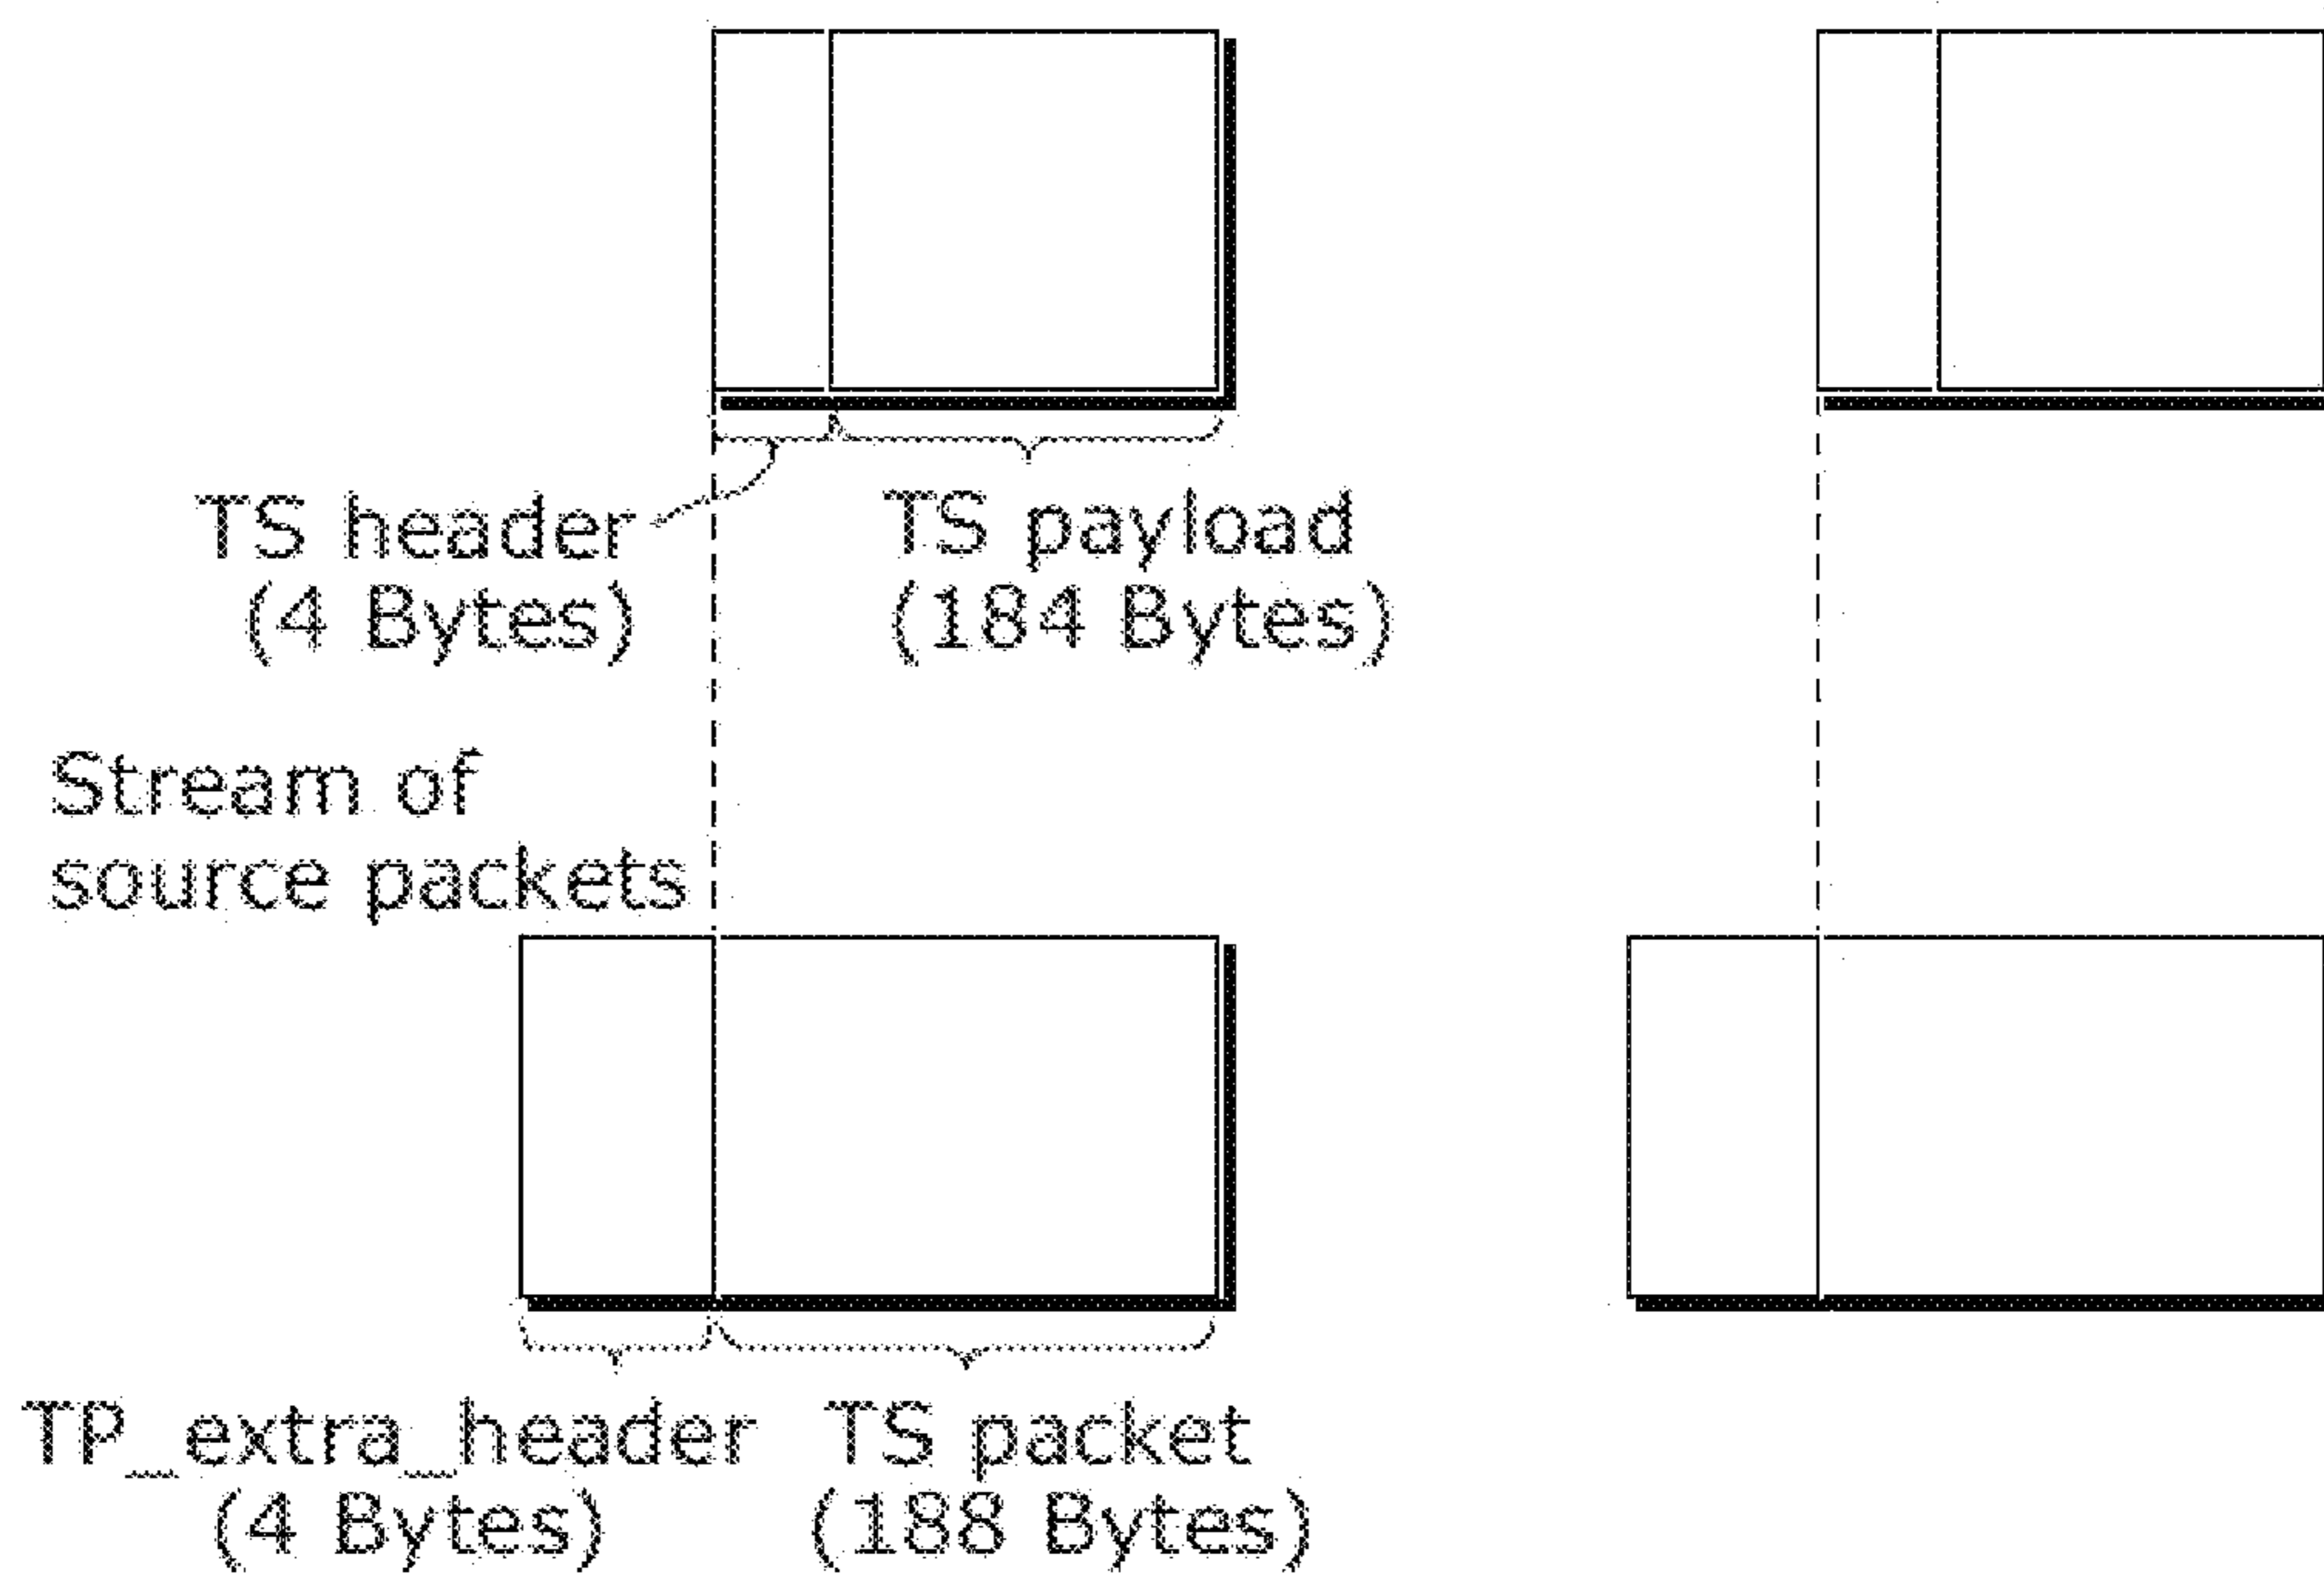 TS header
(4 Bytes)
TS payload
(184 Bytes)
Stream of
source packets
TP_extra_header
(4 Bytes)
TS packet
(188 Bytes)